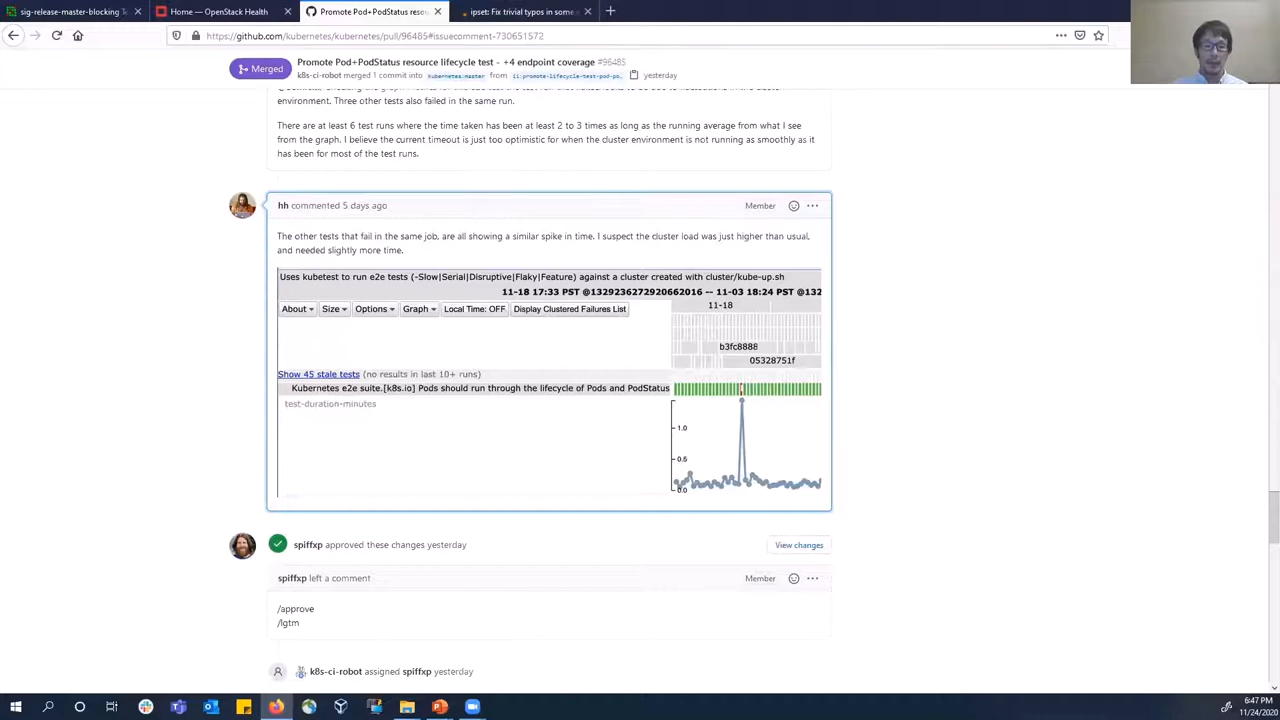 sig-release-master-blocking Te
Home — OpenStack Health
Promote Pod+PodStatus resou
ipset: Fix trivial typos in some
https://github.com/kubernetes/kubernetes/pull/96485#issuecomment-730651572
Merged
Promote Pod+PodStatus resource lifecycle test - +4 endpoint coverage #96485
k8s-ci-robot merged 1 commit into kubernetes:master from ii:promote-lifecycle-test-pod-po… yesterday
environment. Three other tests also failed in the same run.
There are at least 6 test runs where the time taken has been at least 2 to 3 times as long as the running average from what I see
from the graph. I believe the current timeout is just too optimistic for when the cluster environment is not running as smoothly as it
has been for most of the test runs.
hh commented 5 days ago
Member
The other tests that fail in the same job, are all showing a similar spike in time. I suspect the cluster load was just higher than usual,
and needed slightly more time.
Uses kubetest to run e2e tests (-Slow|Serial|Disruptive|Flaky|Feature) against a cluster created with cluster/kube-up.sh
11-18 17:33 PST @1329236272920662016 -- 11-03 18:24 PST @132
About Size Options Graph Local Time: OFF Display Clustered Failures List
11-18
b3fc8888
05328751f
Show 45 stale tests (no results in last 10+ runs)
Kubernetes e2e suite.[k8s.io] Pods should run through the lifecycle of Pods and PodStatus
test-duration-minutes
1.0
0.5
0.0
spiffxp approved these changes yesterday
View changes
spiffxp left a comment
Member
/approve
/lgtm
k8s-ci-robot assigned spiffxp yesterday
6:47 PM
11/24/2020